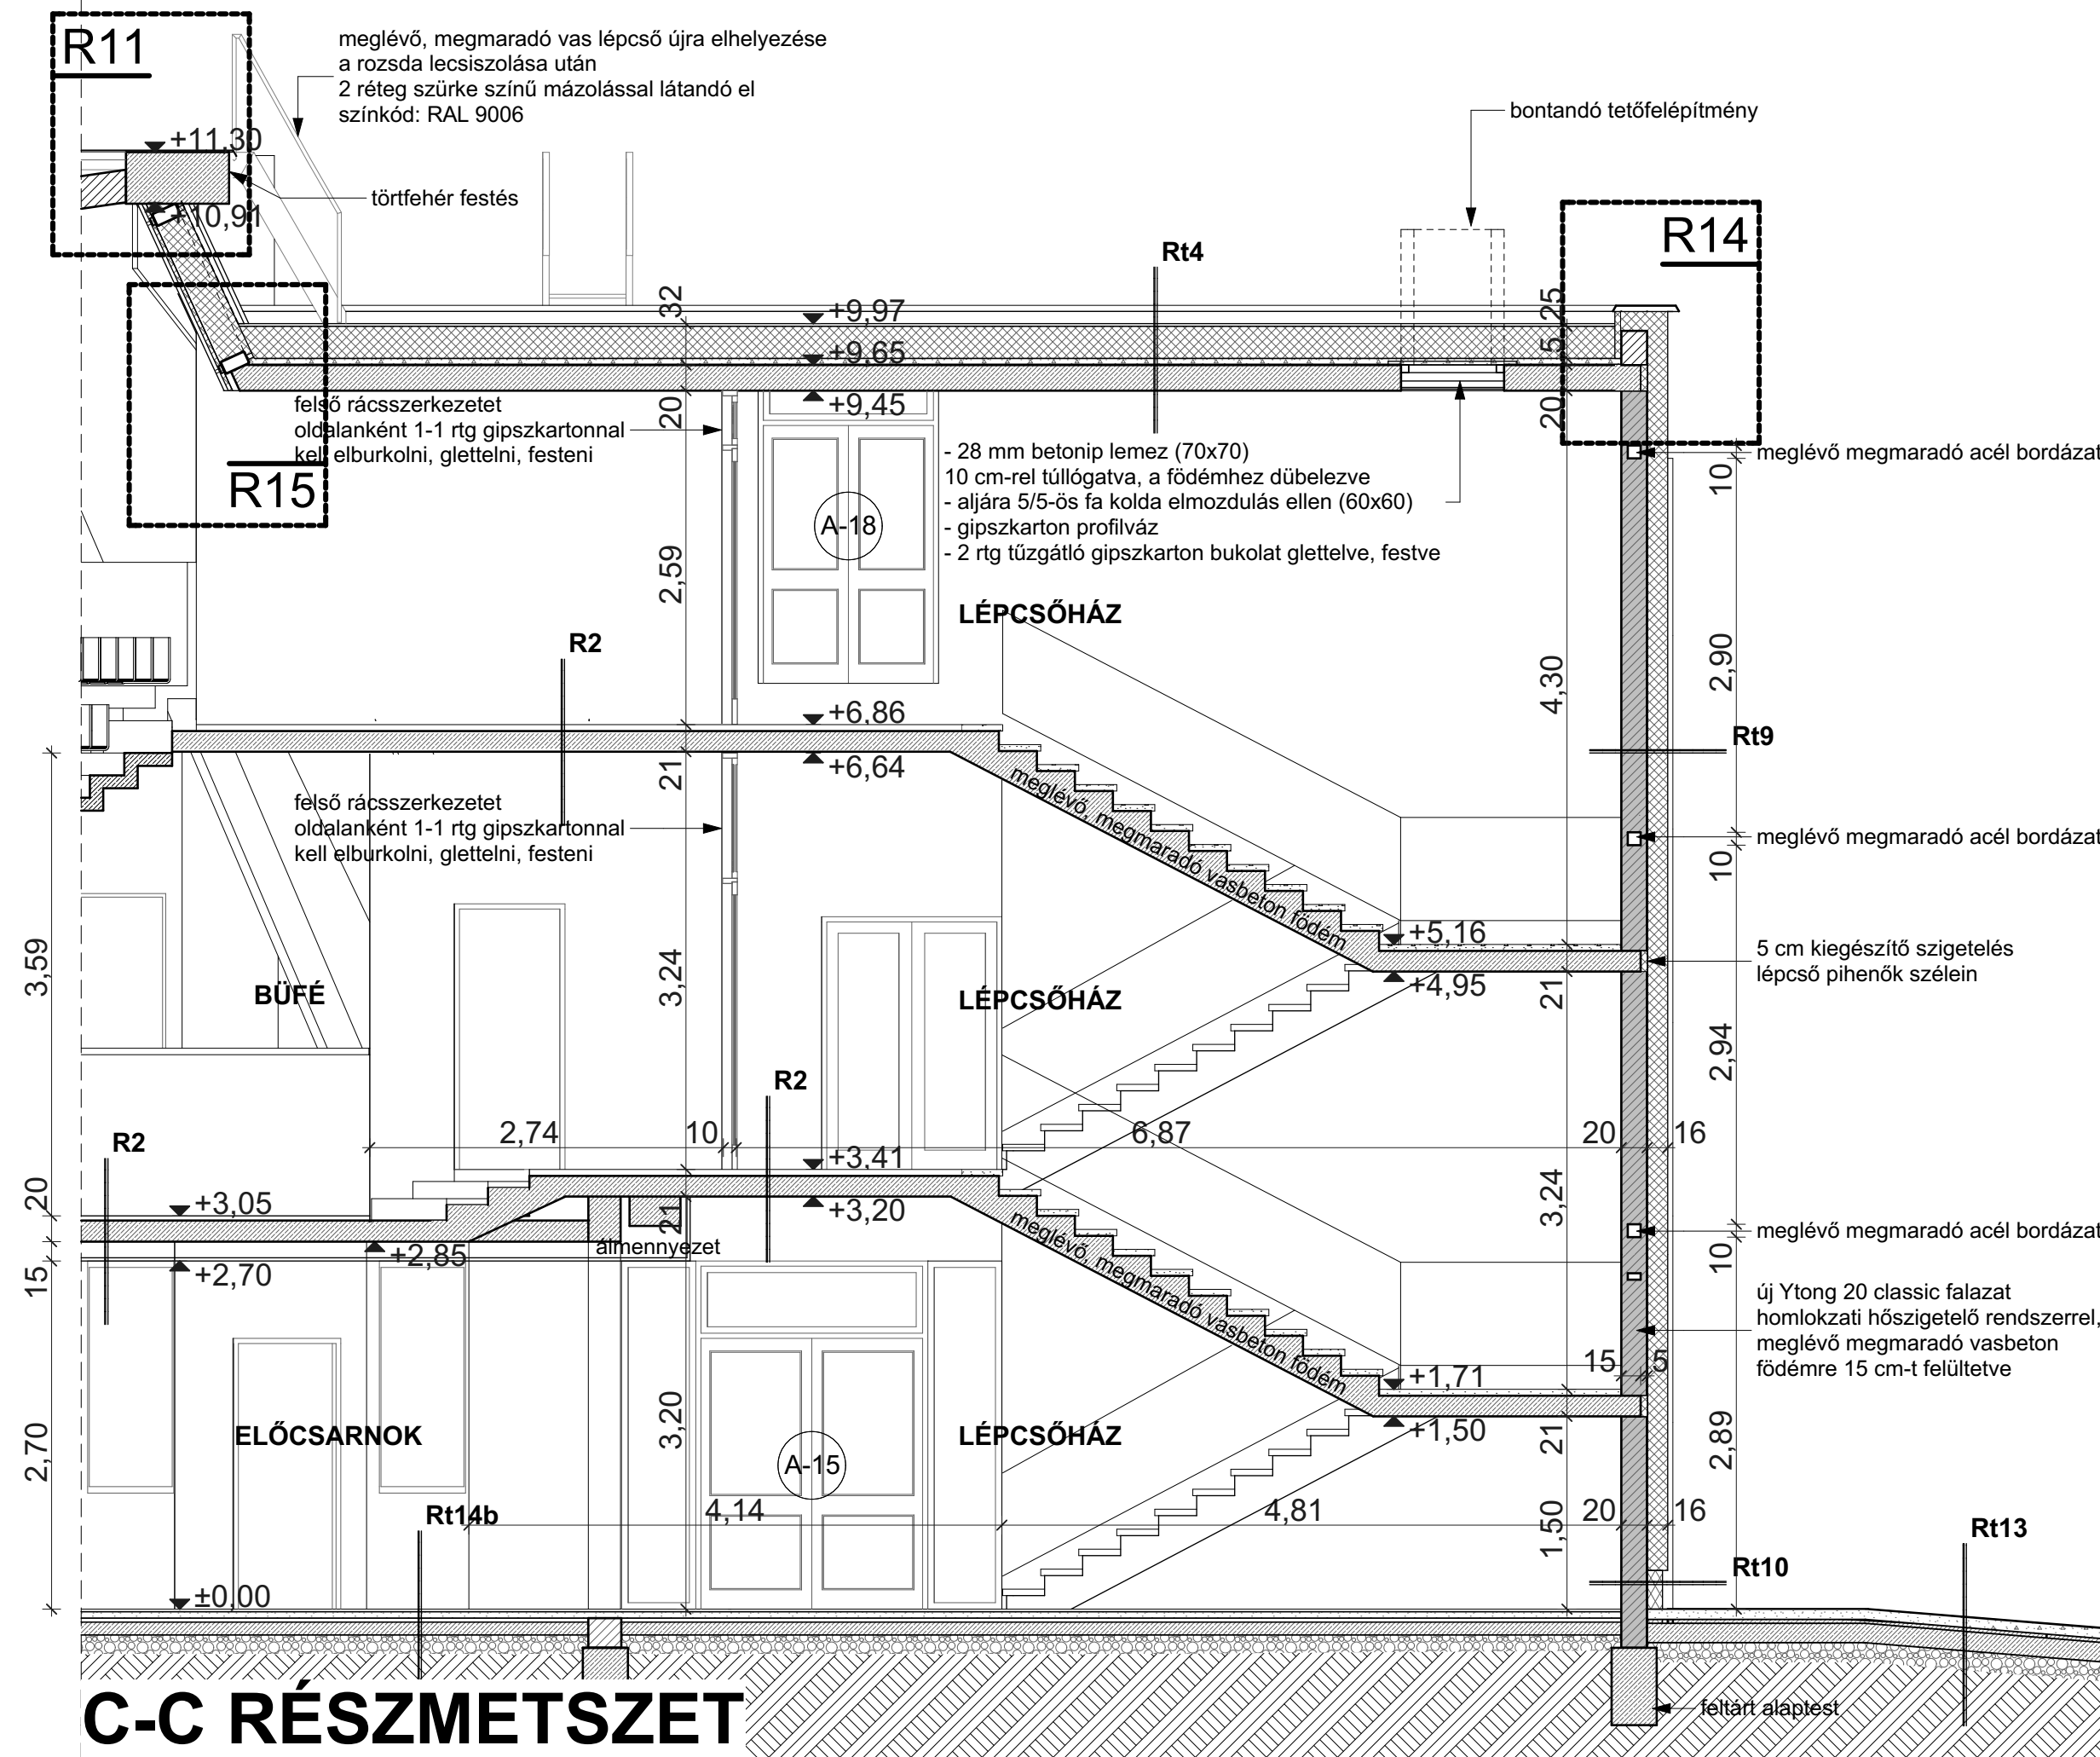 R11
meglévő, megmaradó vas lépcső újra elhelyezése
a rozsda lecsiszolása után
2 réteg szürke színű mázolással látandó el
színkód: RAL 9006
bontandó tetőfelépítmény
+11,30
törtfehér festés
+10,91
R14
Rt4
32
+9,97
25
+9,65
5
+9,45
20
20
felső rácsszerkezetet
oldalanként 1-1 rtg gipszkartonnal
kell elburkolni, glettelni, festeni
R15
- 28 mm betonip lemez (70x70)
10 cm-rel túllógatva, a födémhez dübelezve
- aljára 5/5-ös fa kolda elmozdulás ellen (60x60)
- gipszkarton profilváz
- 2 rtg tűzgátló gipszkarton bukolat glettelve, festve
meglévő megmaradó acél bordázat
10
A-18
2,59
LÉPCSŐHÁZ
R2
4,30
2,90
+6,86
Rt9
+6,64
21
meglévő, megmaradó vasbeton födém
felső rácsszerkezetet
oldalanként 1-1 rtg gipszkartonnal
kell elburkolni, glettelni, festeni
meglévő megmaradó acél bordázat
10
+5,16
5 cm kiegészítő szigetelés
lépcső pihenők szélein
3,59
BÜFÉ
3,24
LÉPCSŐHÁZ
+4,95
21
2,94
R2
R2
2,74
10
6,87
20
16
+3,41
20
+3,05
+3,20
21
3,24
meglévő, megmaradó vasbeton födém
meglévő megmaradó acél bordázat
+2,85
álmennyezet
10
15
+2,70
új Ytong 20 classic falazat
homlokzati hőszigetelő rendszerrel,
meglévő megmaradó vasbeton
födémre 15 cm-t felültetve
15
5
+1,71
2,70
ELŐCSARNOK
3,20
LÉPCSŐHÁZ
+1,50
21
2,89
A-15
Rt14b
4,14
4,81
1,50
20
16
Rt13
Rt10
±0,00
C-C RÉSZMETSZET
feltárt alaptest